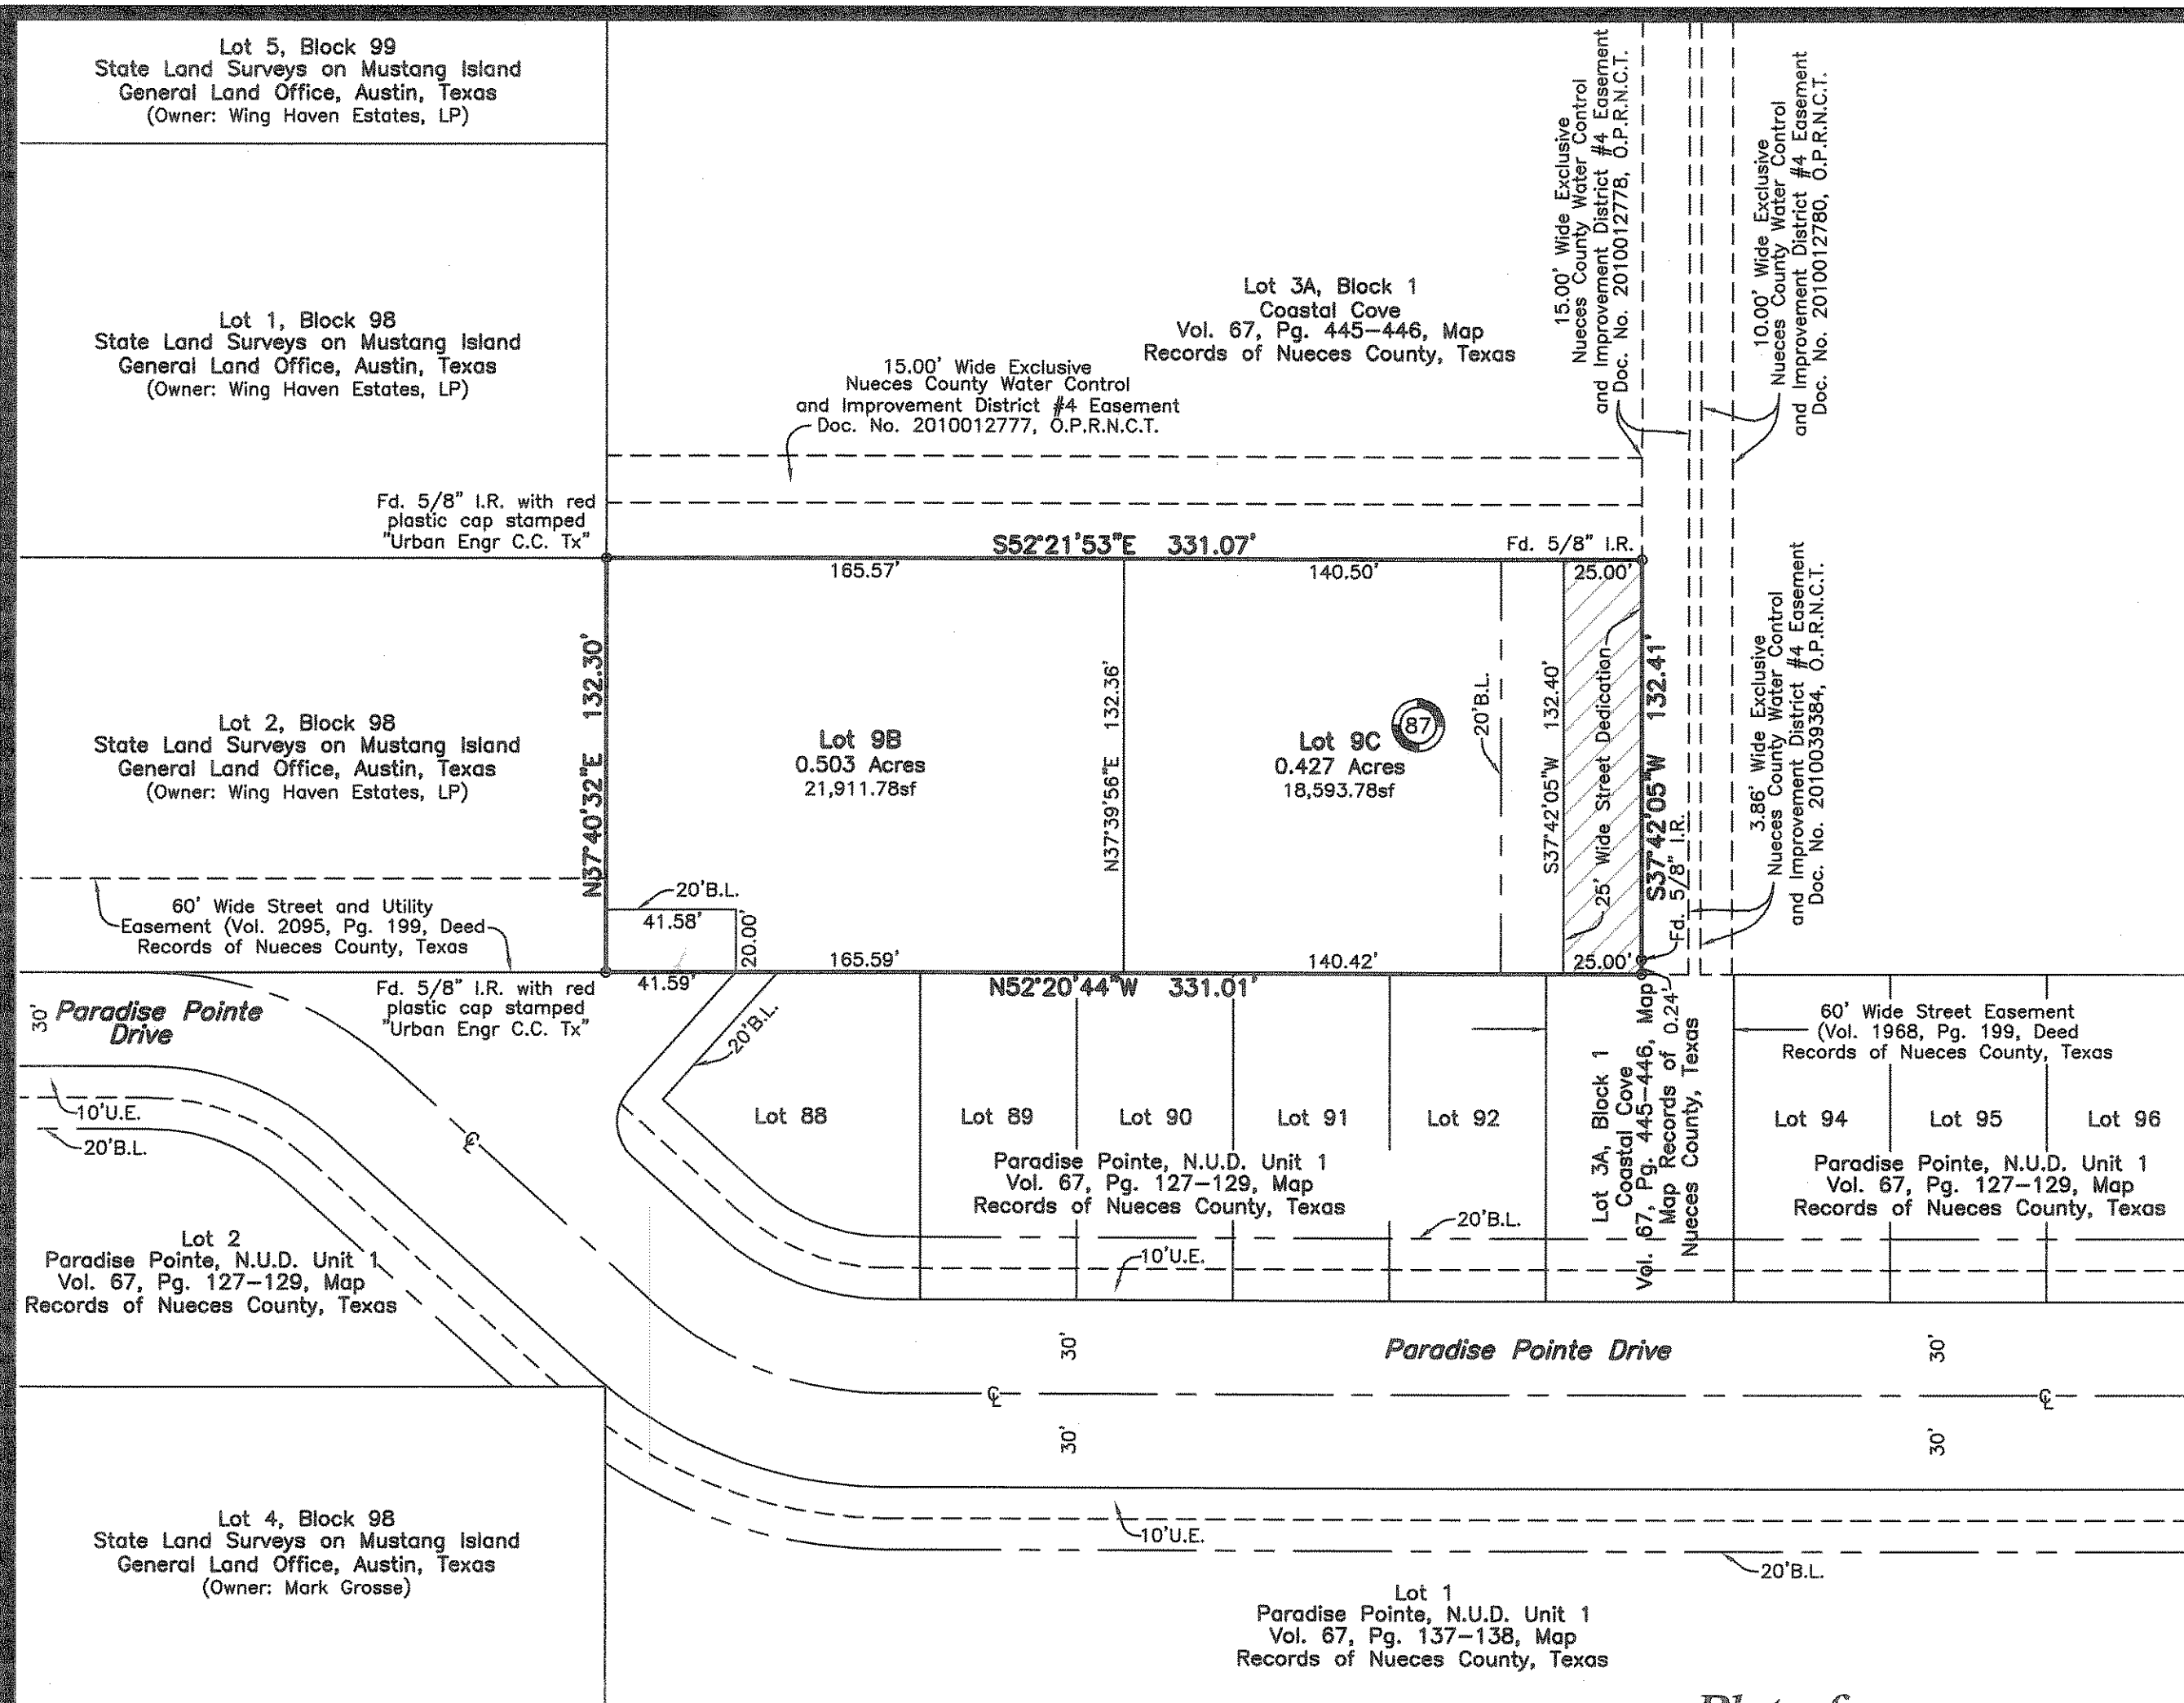 Lot 5, Block 99
State Land Surveys on Mustang Island
General Land Office, Austin, Texas
(Owner: Wing Haven Estates, LP)
Lot 1, Block 98
State Land Surveys on Mustang Island
General Land Office, Austin, Texas
(Owner: Wing Haven Estates, LP)
Lot 3A, Block 1
Coastal Cove
Vol. 67, Pg. 445-446, Map
Records of Nueces County, Texas
15.00' Wide Exclusive
Nueces County Water Control
and Improvement District #4 Easement
Doc. No. 2010012777, O.P.R.N.C.T.
15.00' Wide Exclusive
Nueces County Water Control
and Improvement District #4 Easement
Doc. No. 2010012778, O.P.R.N.C.T.
10.00' Wide Exclusive
Nueces County Water Control
and Improvement District #4 Easement
Doc. No. 2010012780, O.P.R.N.C.T.
Fd. 5/8" I.R. with red
plastic cap stamped
"Urban Engr C.C. Tx"
S52°21'53"E 331.07'
Fd. 5/8" I.R.
165.57'
140.50'
25.00'
Lot 2, Block 98
State Land Surveys on Mustang Island
General Land Office, Austin, Texas
(Owner: Wing Haven Estates, LP)
N37°40'32"E 132.30'
Lot 9B
0.503 Acres
21,911.78sf
N37°39'56"E 132.36'
Lot 9C
0.427 Acres
18,593.78sf
87
20'B.L.
S37°42'05"W 132.40'
25' Wide Street Dedication
S37°42'05"W 132.41'
Fd. 5/8" I.R.
3.86' Wide Exclusive
Nueces County Water Control
and Improvement District #4 Easement
Doc. No. 2010039384, O.P.R.N.C.T.
60' Wide Street and Utility
Easement (Vol. 2095, Pg. 199, Deed
Records of Nueces County, Texas
20'B.L.
41.58'
20.00'
165.59'
140.42'
25.00'
41.59'
N52°20'44"W 331.01'
0.24'
Fd. 5/8" I.R. with red
plastic cap stamped
"Urban Engr C.C. Tx"
30'
Paradise Pointe
Drive
10'U.E.
20'B.L.
℄
20'B.L.
Lot 88
Lot 89
Lot 90
Lot 91
Lot 92
Paradise Pointe, N.U.D. Unit 1
Vol. 67, Pg. 127-129, Map
Records of Nueces County, Texas
20'B.L.
10'U.E.
Lot 3A, Block 1
Coastal Cove
Vol. 67, Pg. 445-446, Map
Map Records of
Nueces County, Texas
60' Wide Street Easement
(Vol. 1968, Pg. 199, Deed
Records of Nueces County, Texas
Lot 94
Lot 95
Lot 96
Paradise Pointe, N.U.D. Unit 1
Vol. 67, Pg. 127-129, Map
Records of Nueces County, Texas
Lot 2
Paradise Pointe, N.U.D. Unit 1
Vol. 67, Pg. 127-129, Map
Records of Nueces County, Texas
30'
Paradise Pointe Drive
30'
℄
℄
30'
30'
10'U.E.
20'B.L.
Lot 4, Block 98
State Land Surveys on Mustang Island
General Land Office, Austin, Texas
(Owner: Mark Grosse)
Lot 1
Paradise Pointe, N.U.D. Unit 1
Vol. 67, Pg. 137-138, Map
Records of Nueces County, Texas